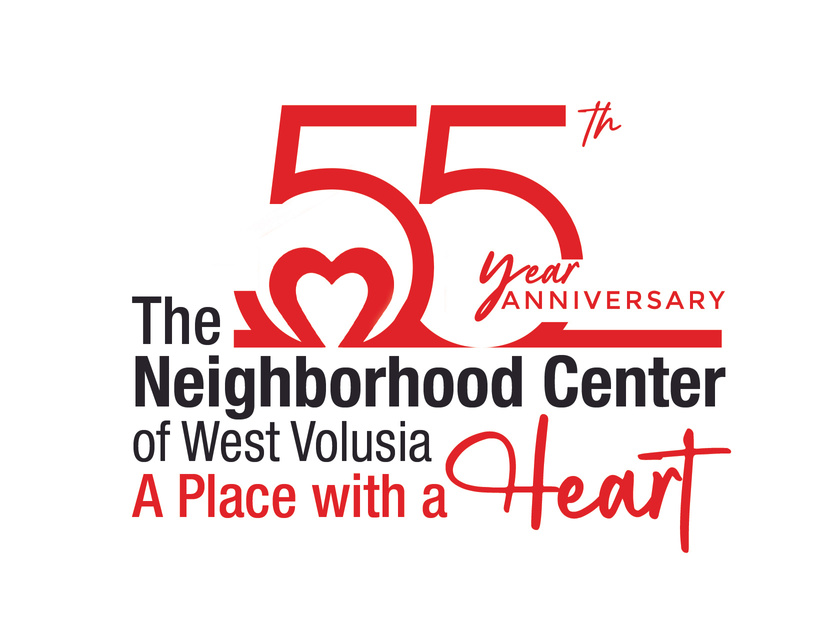 55th
year
ANNIVERSARY
The
Neighborhood Center
of West Volusia
A Place with a Heart